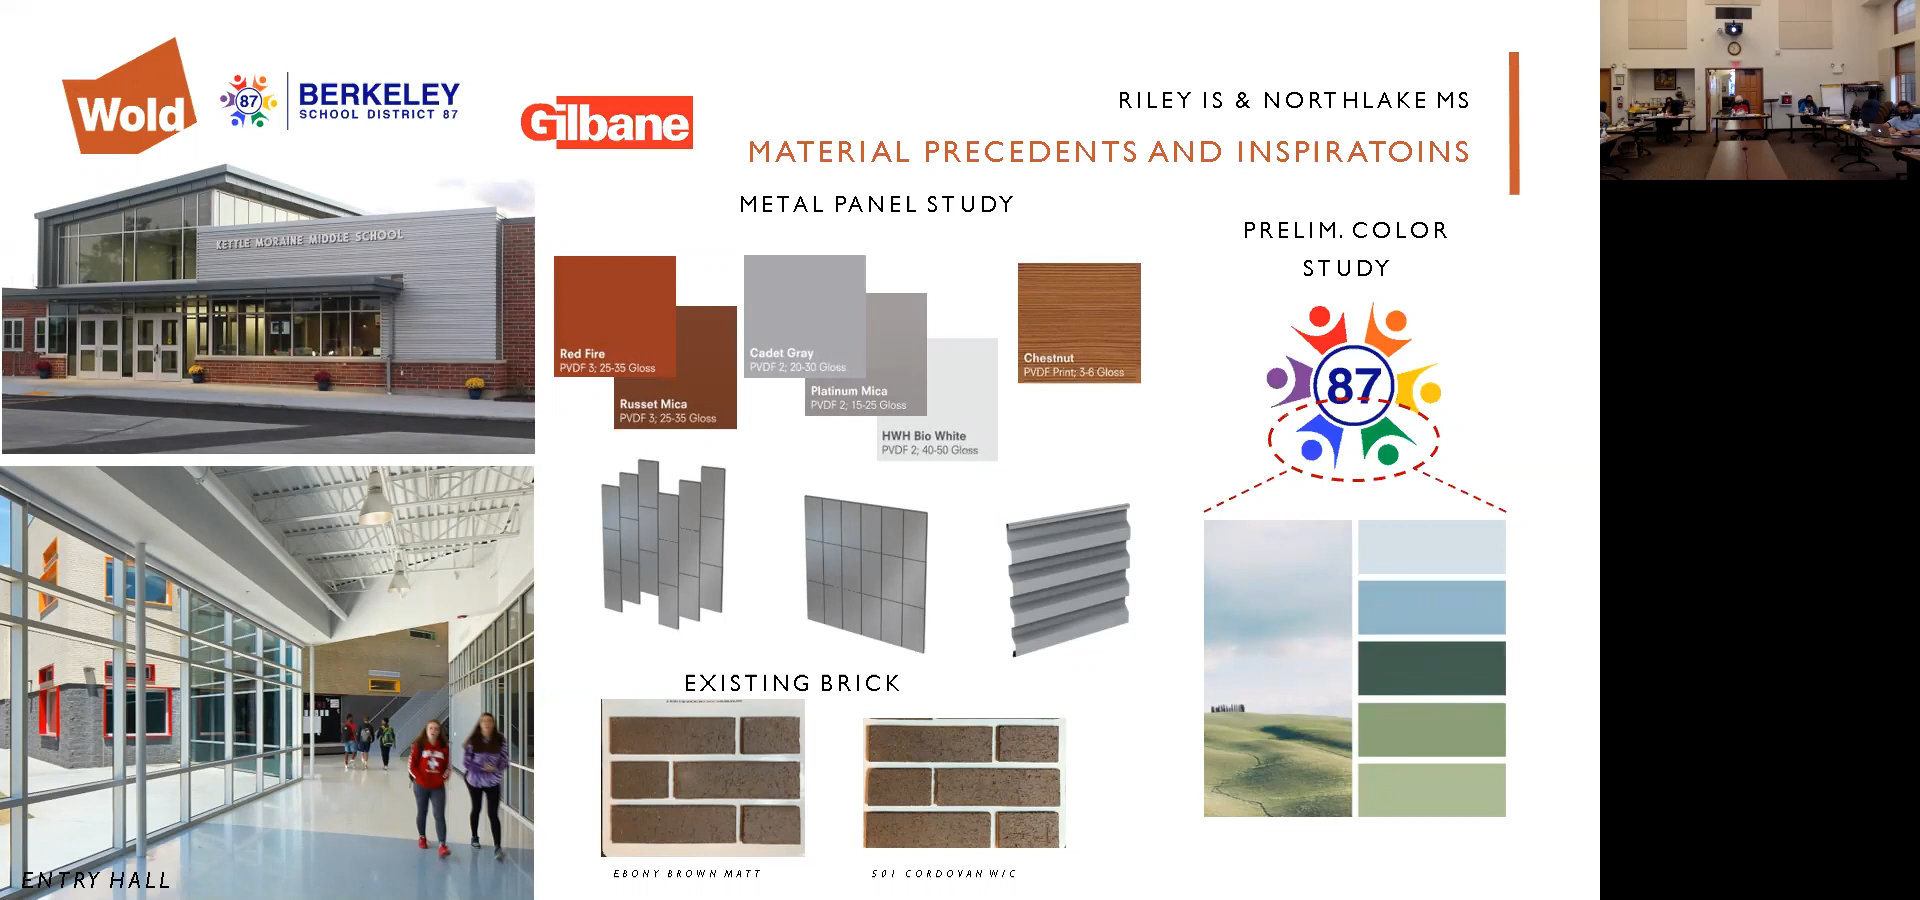 Wold
87
BERKELEY
SCHOOL DISTRICT 87
Gilbane
RILEY IS & NORTHLAKE MS
MATERIAL PRECEDENTS AND INSPIRATOINS
METAL PANEL STUDY
PRELIM. COLOR
STUDY
KETTLE MORAINE MIDDLE SCHOOL
Red Fire
PVDF 3; 25-35 Gloss
Russet Mica
PVDF 3; 25-35 Gloss
Cadet Gray
PVDF 2; 20-30 Gloss
Platinum Mica
PVDF 2; 15-25 Gloss
HWH Bio White
PVDF 2; 40-50 Gloss
Chestnut
PVDF Print; 3-6 Gloss
87
EXISTING BRICK
EBONY BROWN MATT
501 CORDOVAN W/C
ENTRY HALL